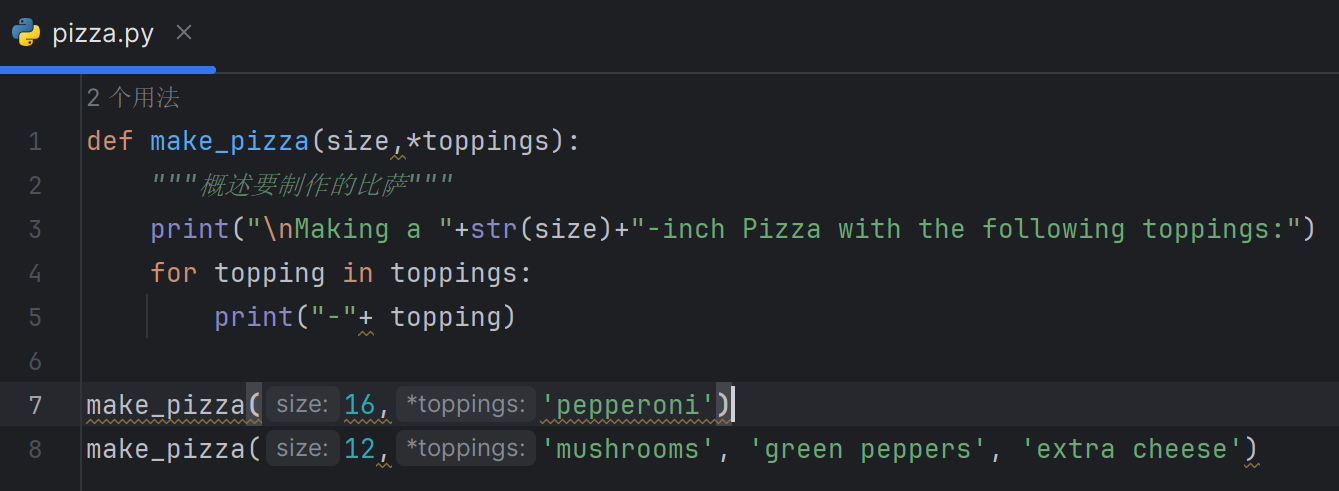 pizza.py
2 个用法
1 def make_pizza(size,*toppings):
2 """概述要制作的比萨"""
3 print("\nMaking a "+str(size)+"-inch Pizza with the following toppings:")
4 for topping in toppings:
5 print("-"+ topping)
6
7 make_pizza( size: 16, *toppings: 'pepperoni')
8 make_pizza( size: 12, *toppings: 'mushrooms', 'green peppers', 'extra cheese')